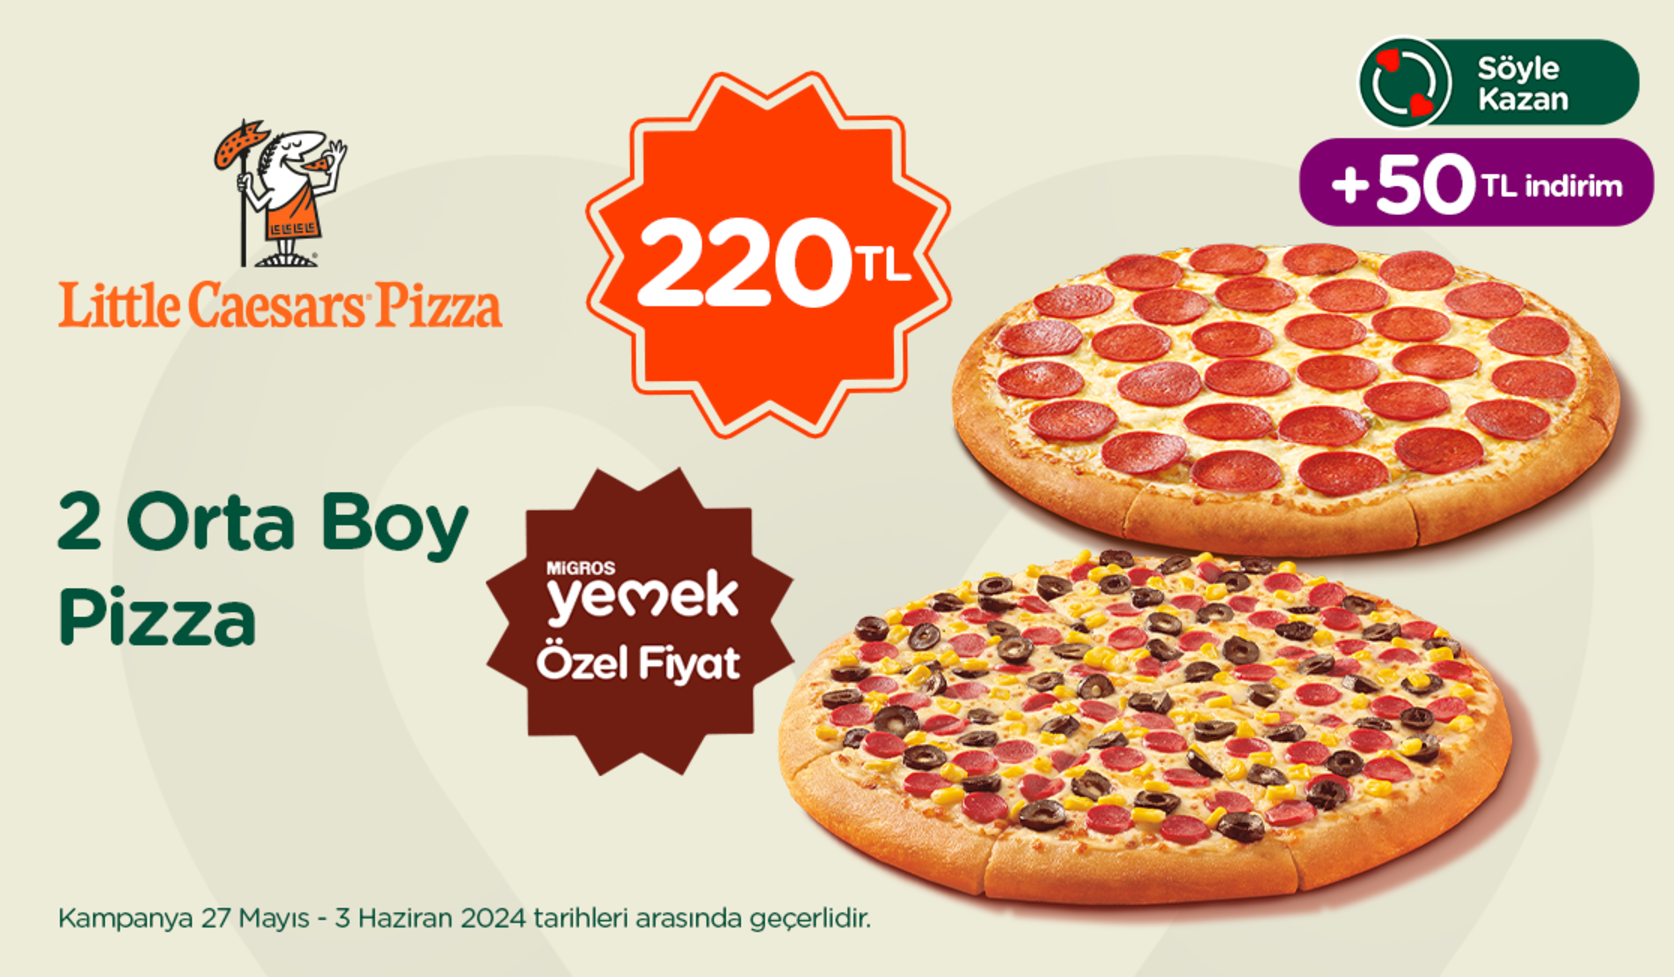 Söyle
Kazan
+50 TL indirim
Little Caesars Pizza
220 TL
2 Orta Boy
Pizza
MiGROS
yemek
Özel Fiyat
Kampanya 27 Mayıs - 3 Haziran 2024 tarihleri arasında geçerlidir.